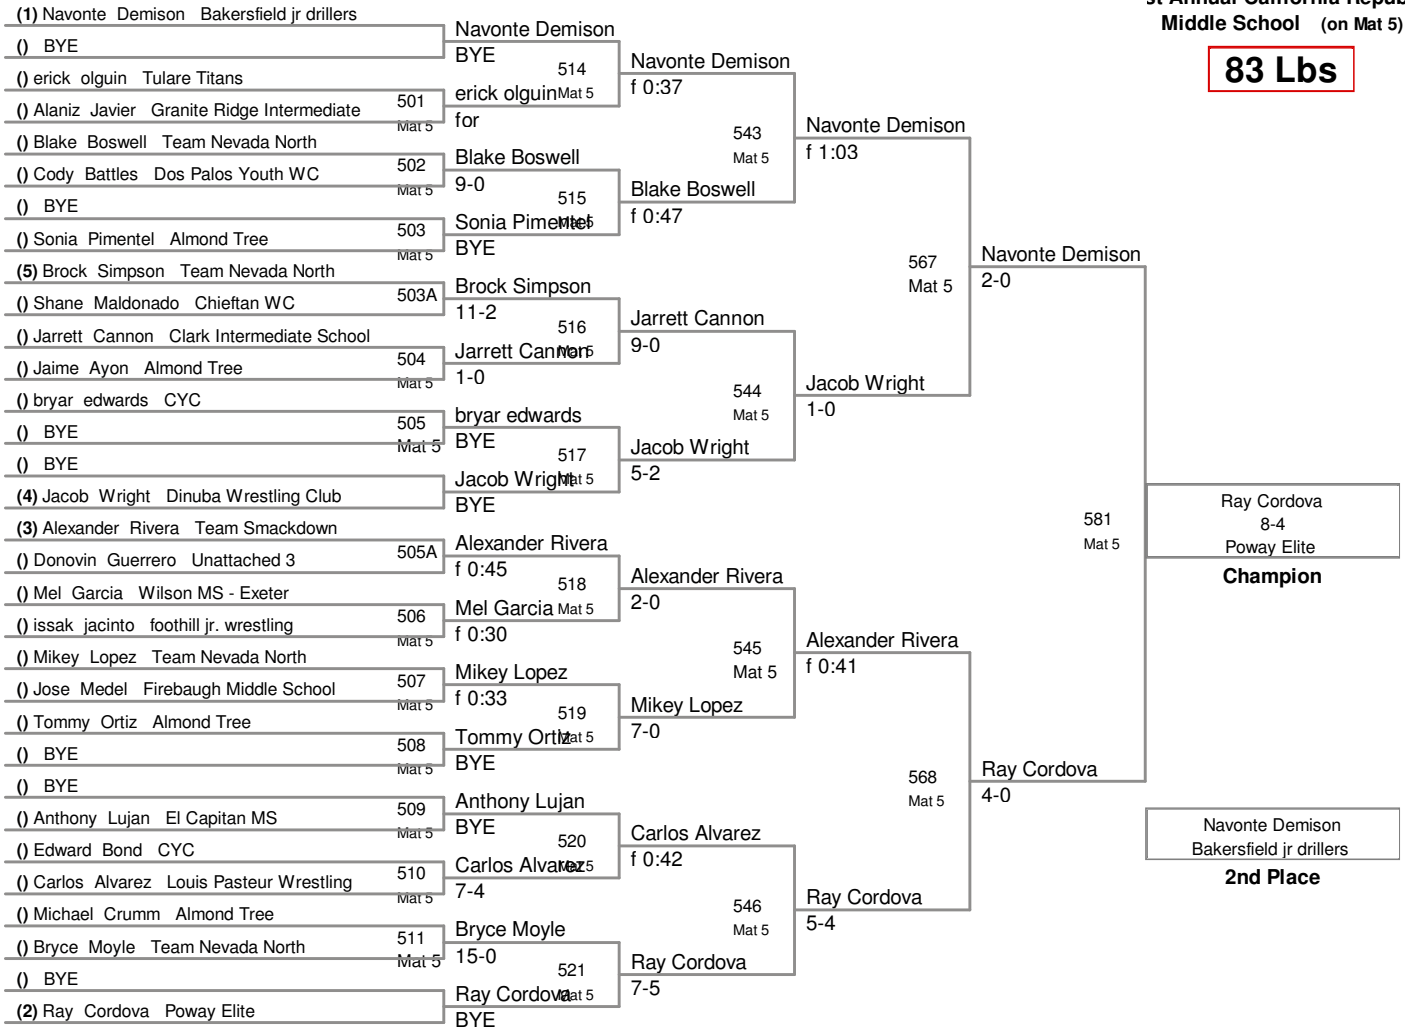 st Annual California Repub
Middle School (on Mat 5)
83 Lbs
(1) Navonte Demison Bakersfield jr drillers
() BYE
() erick olguin Tulare Titans
() Alaniz Javier Granite Ridge Intermediate
() Blake Boswell Team Nevada North
() Cody Battles Dos Palos Youth WC
() BYE
() Sonia Pimentel Almond Tree
(5) Brock Simpson Team Nevada North
() Shane Maldonado Chieftan WC
() Jarrett Cannon Clark Intermediate School
() Jaime Ayon Almond Tree
() bryar edwards CYC
() BYE
() BYE
(4) Jacob Wright Dinuba Wrestling Club
(3) Alexander Rivera Team Smackdown
() Donovin Guerrero Unattached 3
() Mel Garcia Wilson MS - Exeter
() issak jacinto foothill jr. wrestling
() Mikey Lopez Team Nevada North
() Jose Medel Firebaugh Middle School
() Tommy Ortiz Almond Tree
() BYE
() BYE
() Anthony Lujan El Capitan MS
() Edward Bond CYC
() Carlos Alvarez Louis Pasteur Wrestling
() Michael Crumm Almond Tree
() Bryce Moyle Team Nevada North
() BYE
(2) Ray Cordova Poway Elite
501
Mat 5
502
Mat 5
503
Mat 5
503A
504
Mat 5
505
Mat 5
505A
506
Mat 5
507
Mat 5
508
Mat 5
509
Mat 5
510
Mat 5
511
Mat 5
Navonte Demison
BYE
514
Mat 5
erick olguin
for
Blake Boswell
9-0
515
Mat 5
Sonia Pimentel
BYE
Brock Simpson
11-2
516
Mat 5
Jarrett Cannon
1-0
bryar edwards
BYE
517
Mat 5
Jacob Wright
BYE
Alexander Rivera
f 0:45
518
Mat 5
Mel Garcia
f 0:30
Mikey Lopez
f 0:33
519
Mat 5
Tommy Ortiz
BYE
Anthony Lujan
BYE
520
Mat 5
Carlos Alvarez
7-4
Bryce Moyle
15-0
521
Mat 5
Ray Cordova
BYE
Navonte Demison
f 0:37
543
Mat 5
Blake Boswell
f 0:47
Jarrett Cannon
9-0
544
Mat 5
Jacob Wright
5-2
Alexander Rivera
2-0
545
Mat 5
Mikey Lopez
7-0
Carlos Alvarez
f 0:42
546
Mat 5
Ray Cordova
7-5
Navonte Demison
f 1:03
567
Mat 5
Jacob Wright
1-0
Alexander Rivera
f 0:41
568
Mat 5
Ray Cordova
5-4
Navonte Demison
2-0
581
Mat 5
Ray Cordova
4-0
Ray Cordova
8-4
Poway Elite
Champion
Navonte Demison
Bakersfield jr drillers
2nd Place